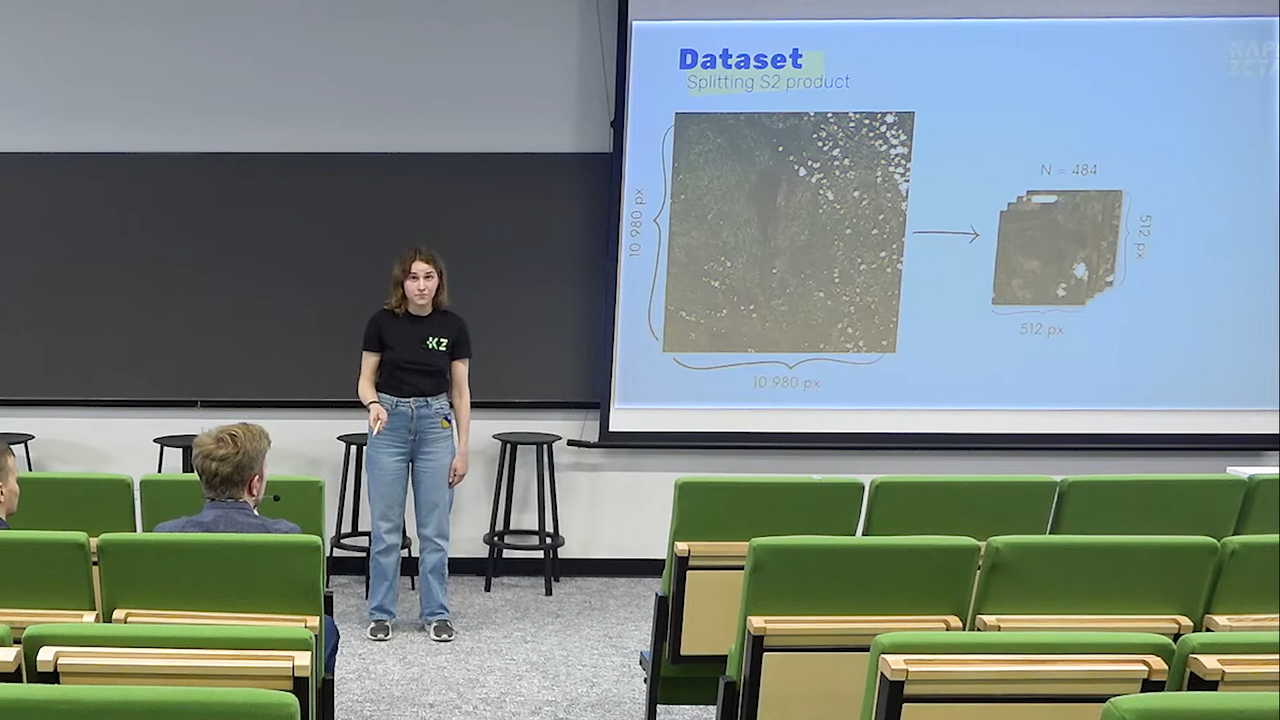 Dataset
Splitting S2 product
10 980 px
10 980 px
N = 484
512 px
512 px
KZ